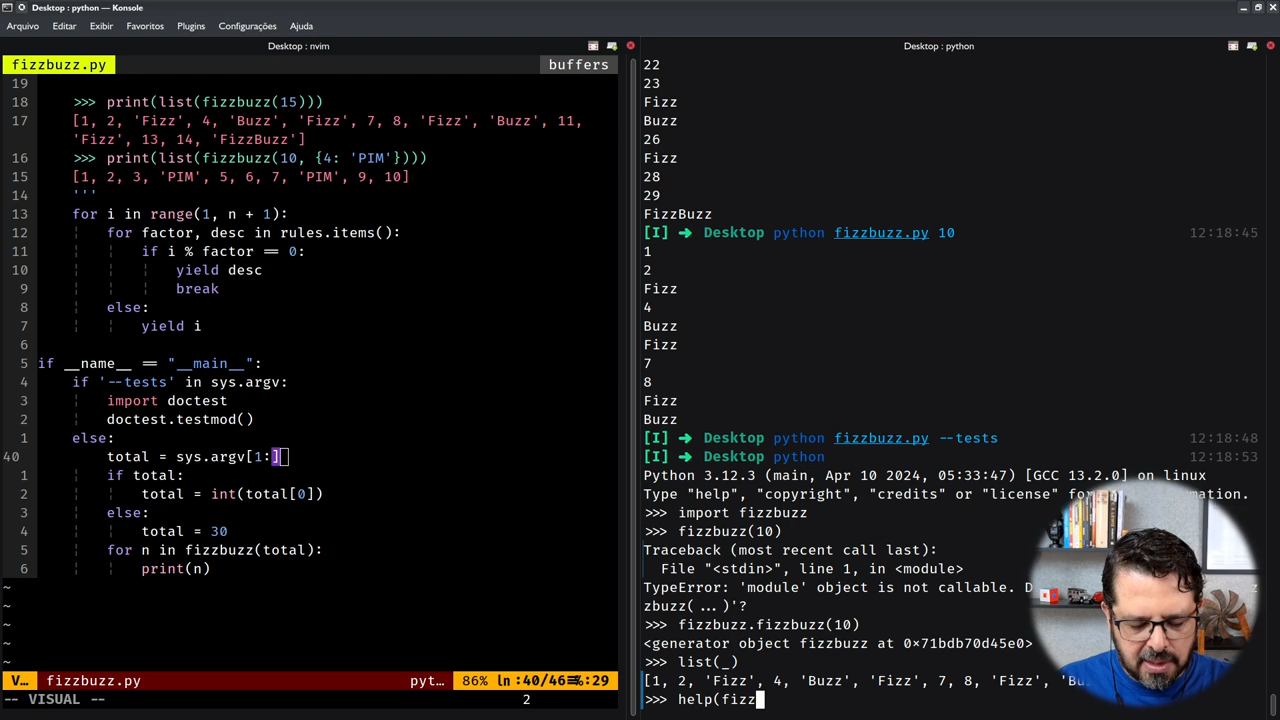 Desktop : python — Konsole
Arquivo Editar Exibir Favoritos Plugins Configurações Ajuda
Desktop : nvim
fizzbuzz.py buffers
19
18 >>> print(list(fizzbuzz(15)))
17 [1, 2, 'Fizz', 4, 'Buzz', 'Fizz', 7, 8, 'Fizz', 'Buzz', 11,
'Fizz', 13, 14, 'FizzBuzz']
16 >>> print(list(fizzbuzz(10, {4: 'PIM'})))
15 [1, 2, 3, 'PIM', 5, 6, 7, 'PIM', 9, 10]
14 '''
13 for i in range(1, n + 1):
12 for factor, desc in rules.items():
11 if i % factor == 0:
10 yield desc
9 break
8 else:
7 yield i
6
5 if __name__ == "__main__":
4 if '--tests' in sys.argv:
3 import doctest
2 doctest.testmod()
1 else:
40 total = sys.argv[1:]
1 if total:
2 total = int(total[0])
3 else:
4 total = 30
5 for n in fizzbuzz(total):
6 print(n)
~
~
~
~
~
V… fizzbuzz.py pyt… 86% ln:40/46≡%:29
-- VISUAL -- 2
Desktop : python
22
23
Fizz
Buzz
26
Fizz
28
29
FizzBuzz
[I] ➜ Desktop python fizzbuzz.py 10 12:18:45
1
2
Fizz
4
Buzz
Fizz
7
8
Fizz
Buzz
[I] ➜ Desktop python fizzbuzz.py --tests 12:18:48
[I] ➜ Desktop python 12:18:53
Python 3.12.3 (main, Apr 10 2024, 05:33:47) [GCC 13.2.0] on linux
Type "help", "copyright", "credits" or "license" for mation.
>>> import fizzbuzz
>>> fizzbuzz(10)
Traceback (most recent call last):
File "<stdin>", line 1, in <module>
TypeError: 'module' object is not callable. D
zbuzz(...)'?
>>> fizzbuzz.fizzbuzz(10)
<generator object fizzbuzz at 0×71bdb70d45e0>
>>> list(_)
[1, 2, 'Fizz', 4, 'Buzz', 'Fizz', 7, 8, 'Fizz', 'Bu
>>> help(fizz